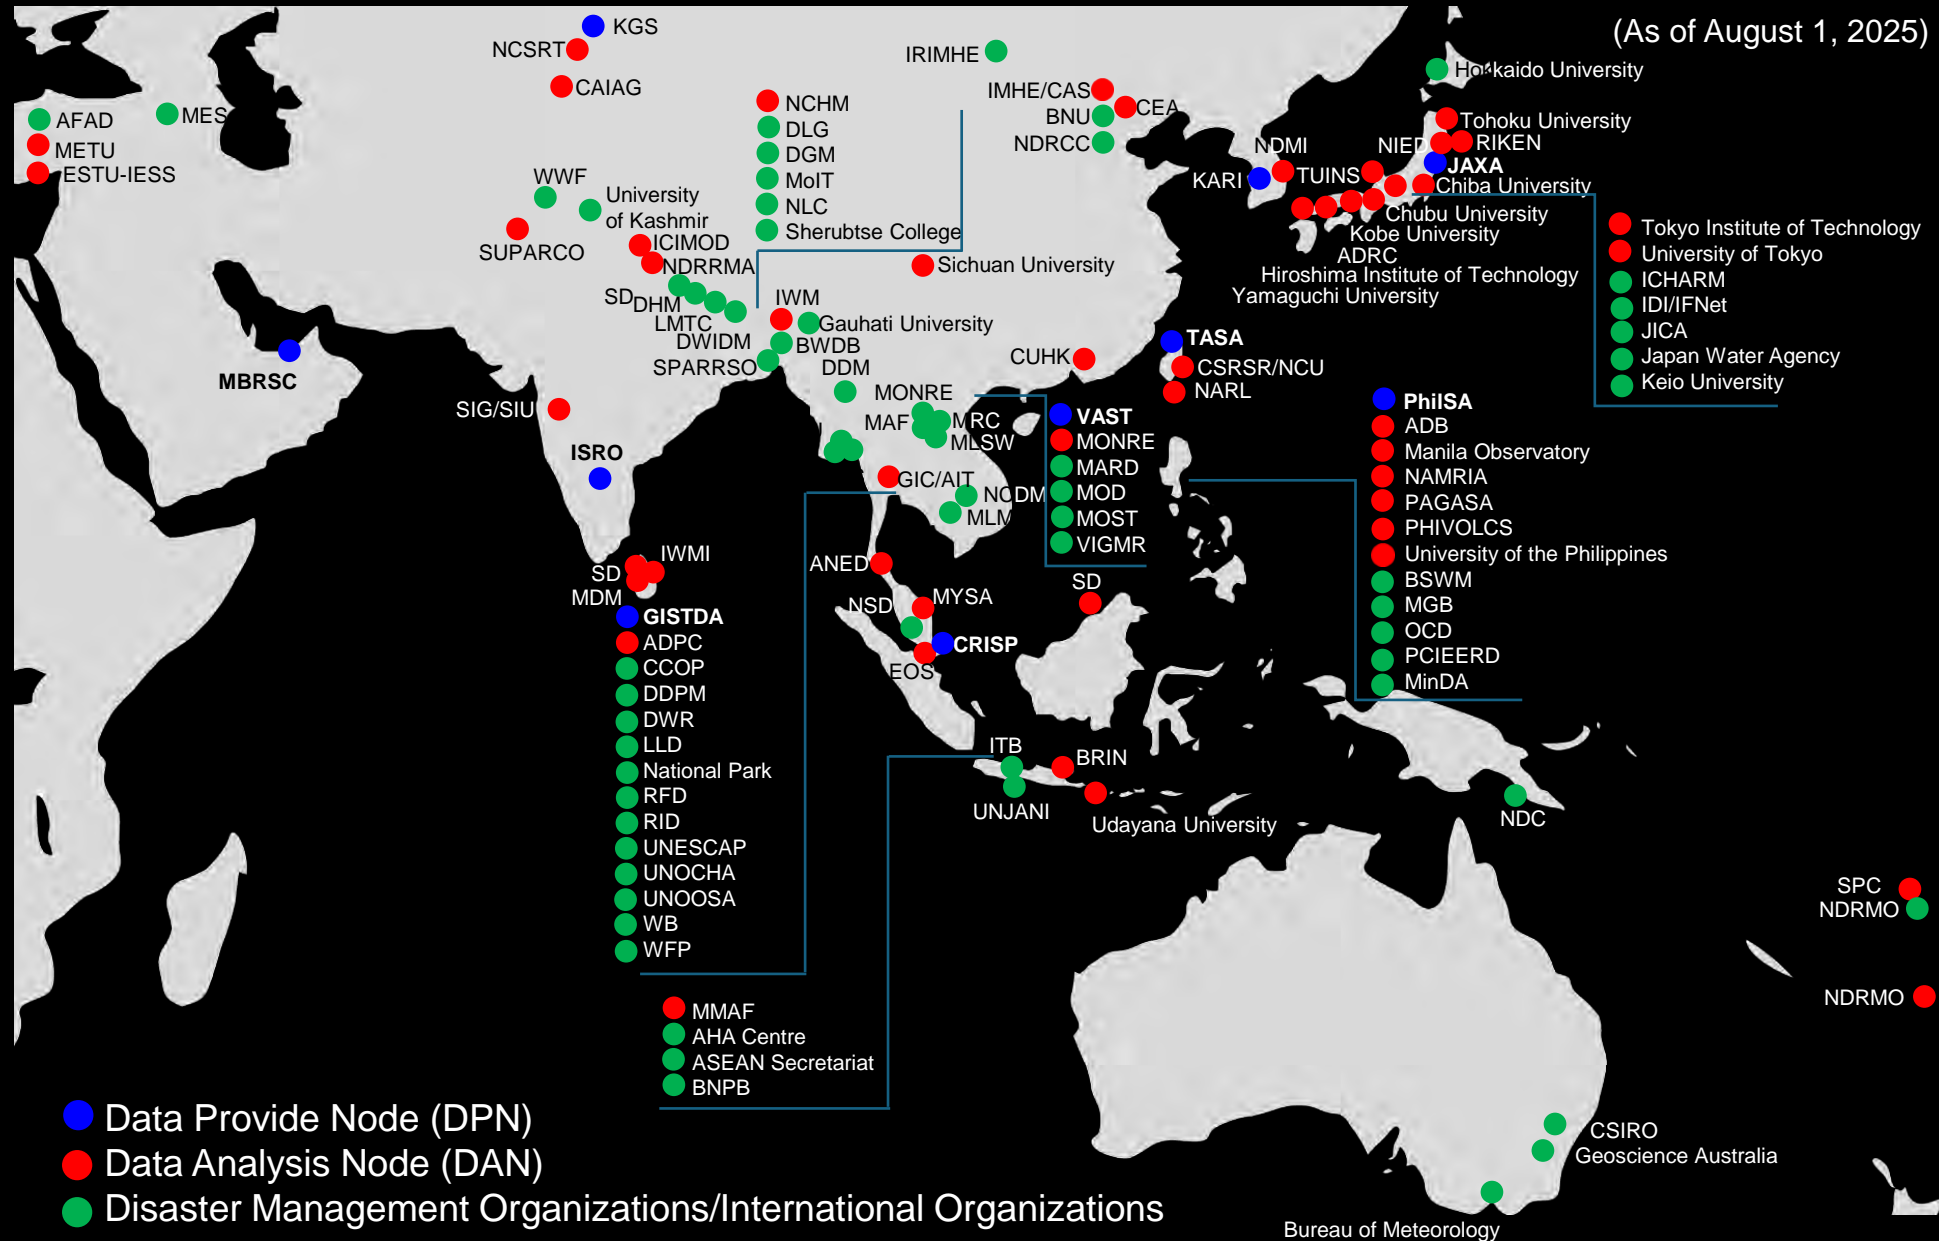 (As of August 1, 2025)
KGS
NCSRT
CAIAG
IRIMHE
IMHE/CAS
CEA
BNU
NDRCC
Hokkaido University
Tohoku University
NIED
RIKEN
JAXA
NDMI
KARI
TUINS
Chiba University
Chubu University
Kobe University
ADRC
Hiroshima Institute of Technology
Yamaguchi University
AFAD
MES
METU
ESTU-IESS
NCHM
DLG
DGM
MoIT
NLC
Sherubtse College
WWF
University
of Kashmir
SUPARCO
ICIMOD
NDRRMA
SD
DHM
LMTC
DWIDM
SPARRSO
IWM
Gauhati University
BWDB
DDM
Sichuan University
Tokyo Institute of Technology
University of Tokyo
ICHARM
IDI/IFNet
JICA
Japan Water Agency
Keio University
MBRSC
SIG/SIU
ISRO
CUHK
TASA
CSRSR/NCU
NARL
MONRE
MAF
MRC
MLSW
GIC/AIT
NCDM
MLM
VAST
MONRE
MARD
MOD
MOST
VIGMR
PhilSA
ADB
Manila Observatory
NAMRIA
PAGASA
PHIVOLCS
University of the Philippines
BSWM
MGB
OCD
PCIEERD
MinDA
IWMI
SD
MDM
ANED
NSD
MYSA
CRISP
EOS
SD
GISTDA
ADPC
CCOP
DDPM
DWR
LLD
National Park
RFD
RID
UNESCAP
UNOCHA
UNOOSA
WB
WFP
ITB
BRIN
UNJANI
Udayana University
NDC
SPC
NDRMO
NDRMO
MMAF
AHA Centre
ASEAN Secretariat
BNPB
CSIRO
Geoscience Australia
Bureau of Meteorology
Data Provide Node (DPN)
Data Analysis Node (DAN)
Disaster Management Organizations/International Organizations